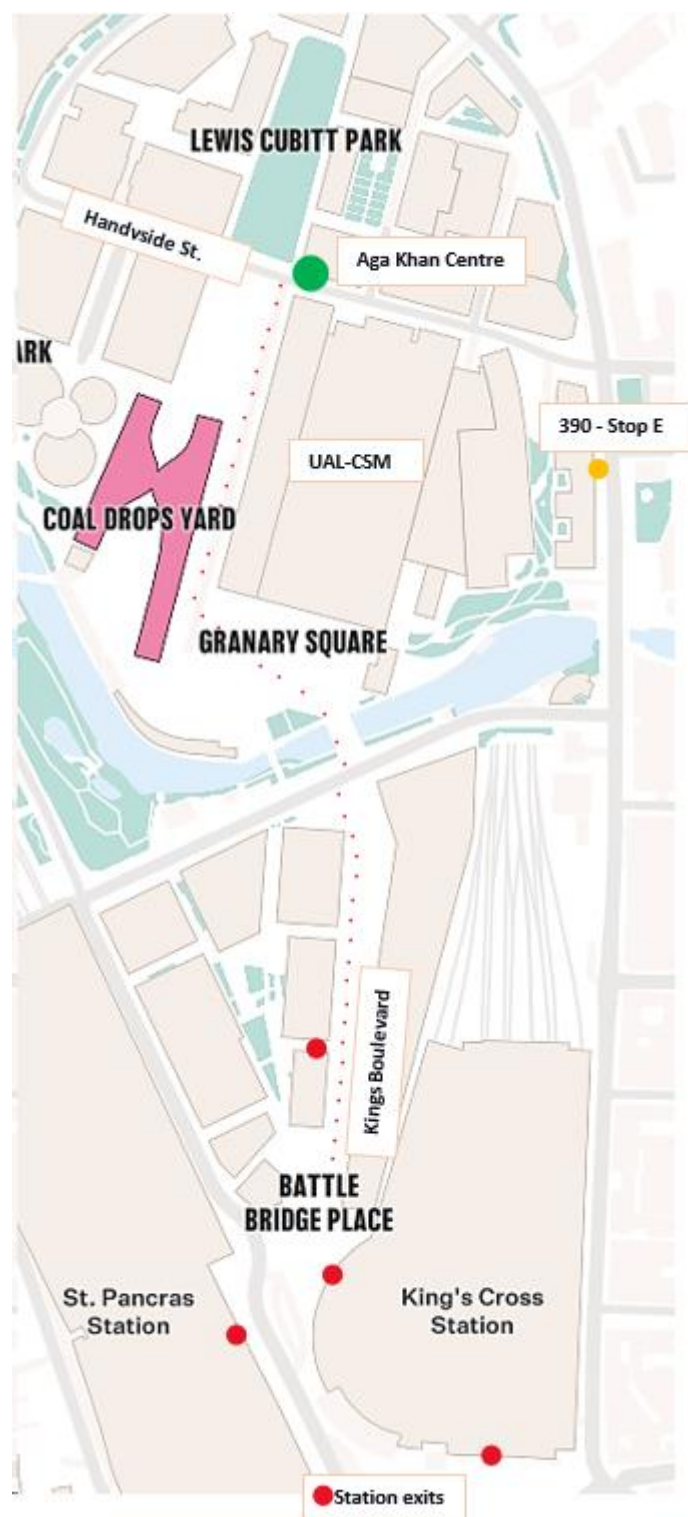 LEWIS CUBITT PARK
Handyside St.
Aga Khan Centre
ARK
390 - Stop E
UAL-CSM
COAL DROPS YARD
GRANARY SQUARE
Kings Boulevard
BATTLE
BRIDGE PLACE
St. Pancras
Station
King's Cross
Station
Station exits